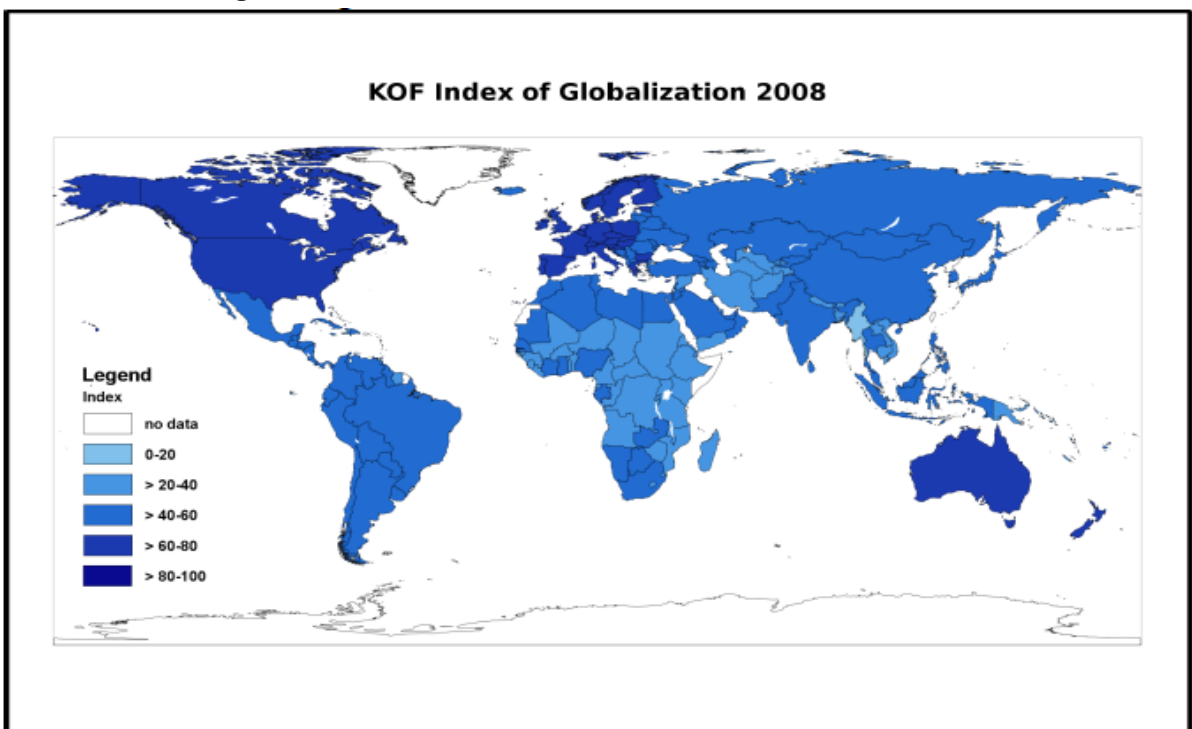 KOF Index of Globalization 2008
Legend
Index
no data
0-20
> 20-40
> 40-60
> 60-80
> 80-100